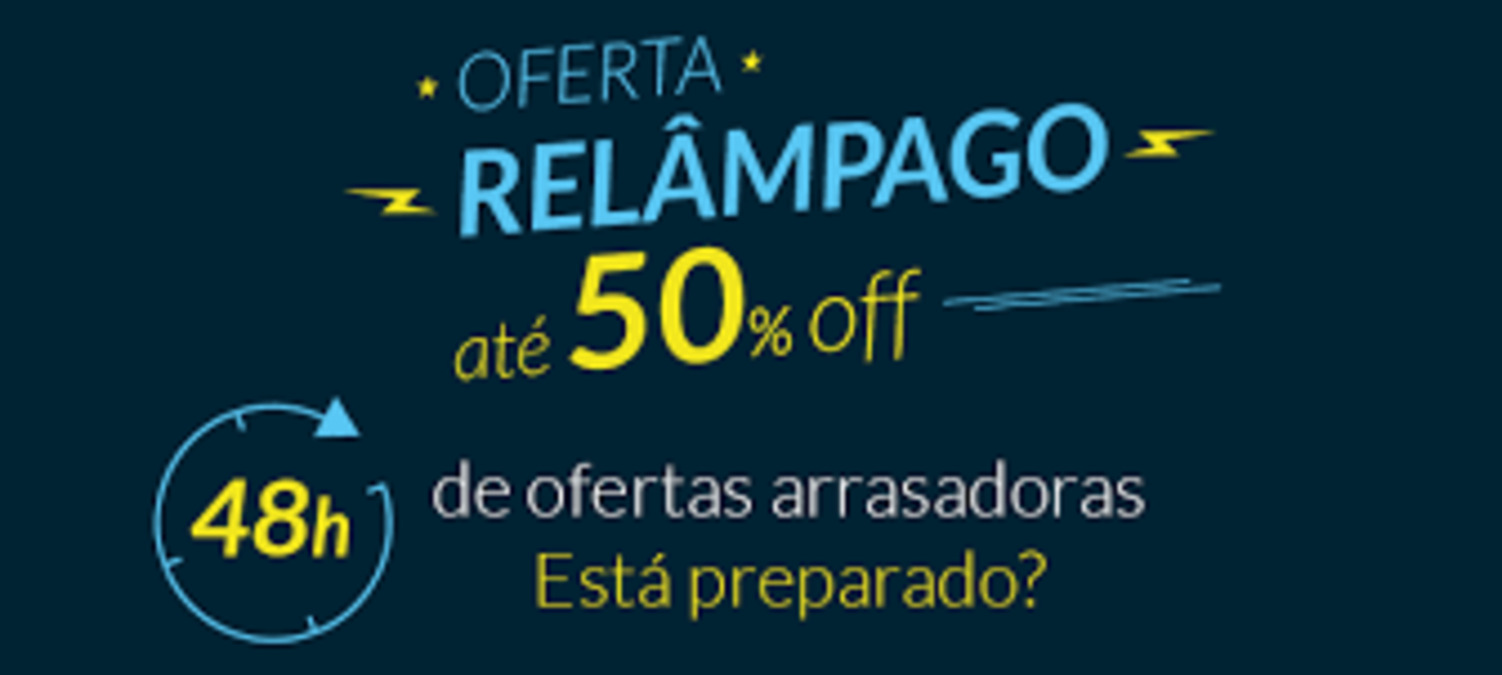 OFERTA
RELÂMPAGO
até 50% off
48h
de ofertas arrasadoras
Está preparado?